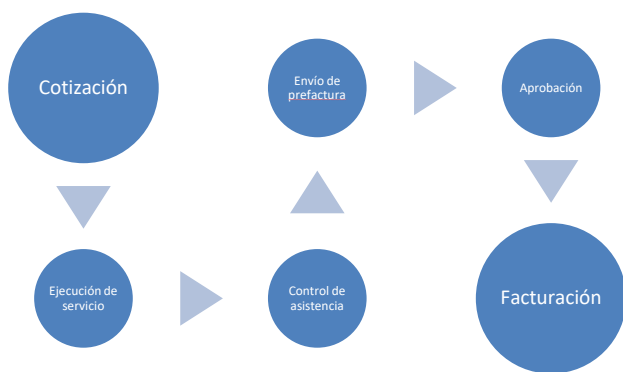 Cotización
Ejecución de
servicio
Control de
asistencia
Envío de
prefactura
Aprobación
Facturación